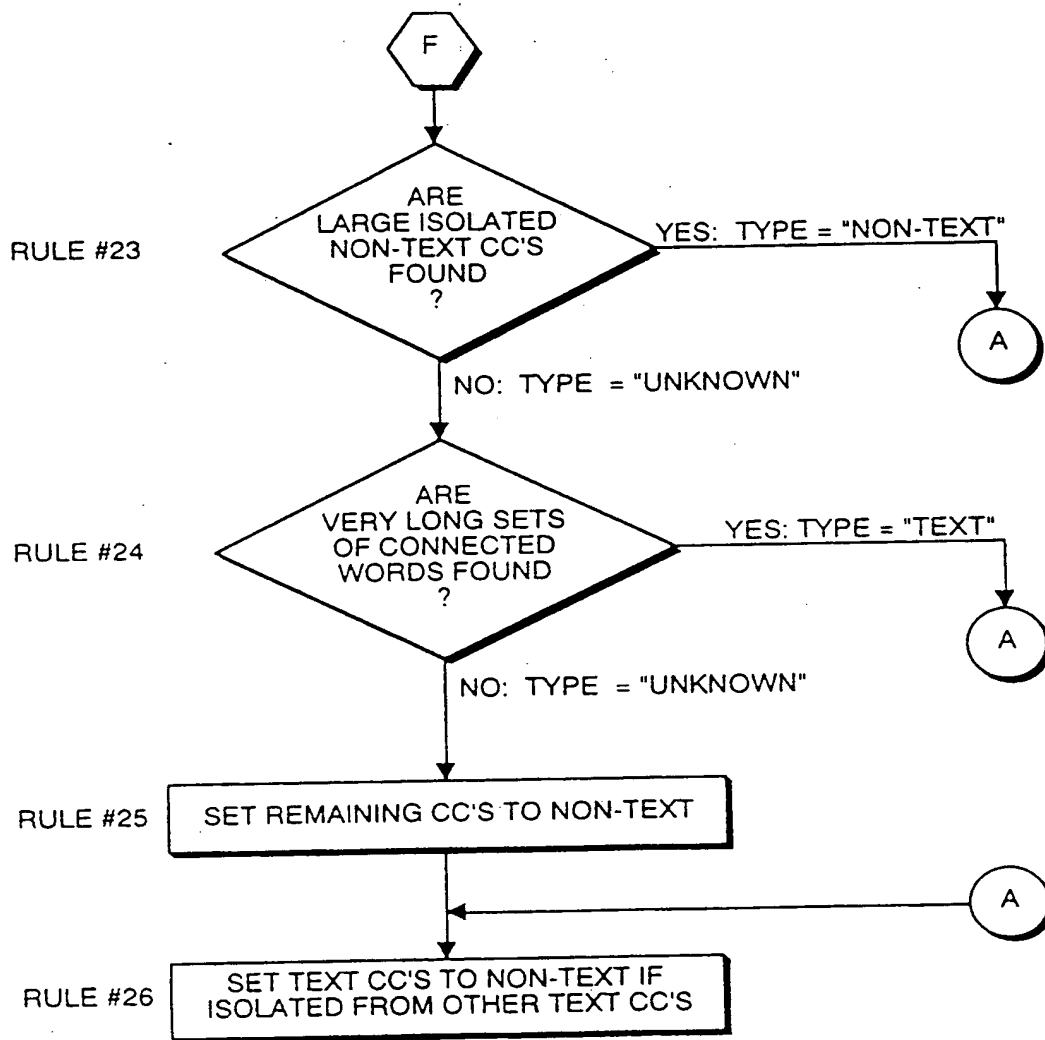 F
RULE #23
ARE
LARGE ISOLATED
NON-TEXT CC'S
FOUND
?
YES: TYPE = "NON-TEXT"
A
NO: TYPE = "UNKNOWN"
RULE #24
ARE
VERY LONG SETS
OF CONNECTED
WORDS FOUND
?
YES: TYPE = "TEXT"
A
NO: TYPE = "UNKNOWN"
RULE #25
SET REMAINING CC'S TO NON-TEXT
A
RULE #26
SET TEXT CC'S TO NON-TEXT IF
ISOLATED FROM OTHER TEXT CC'S